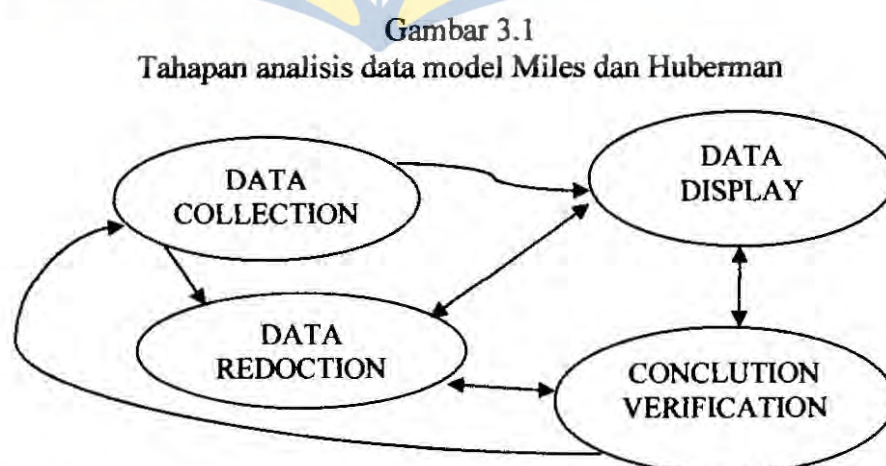 Gambar 3.1
Tahapan analisis data model Miles dan Huberman
DATA
COLLECTION
DATA
DISPLAY
DATA
REDOCTION
CONCLUTION
VERIFICATION